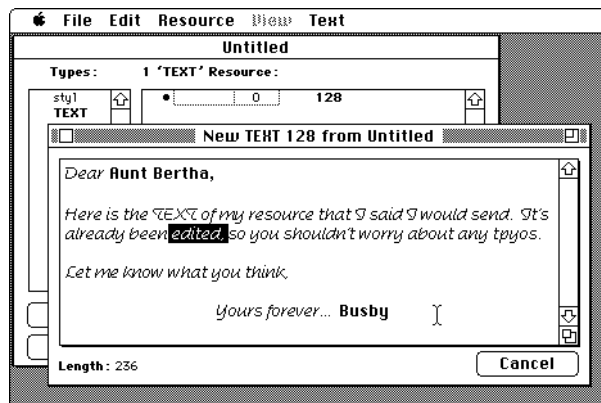 File Edit Resource View Text
Untitled
Types: 1 'TEXT' Resource:
styl 0 128
TEXT
New TEXT 128 from Untitled
Dear Aunt Bertha,
Here is the TEXT of my resource that I said I would send. It's
already been edited, so you shouldn't worry about any tpyos.
Let me know what you think,
Yours forever... Busby
Length: 236 Cancel